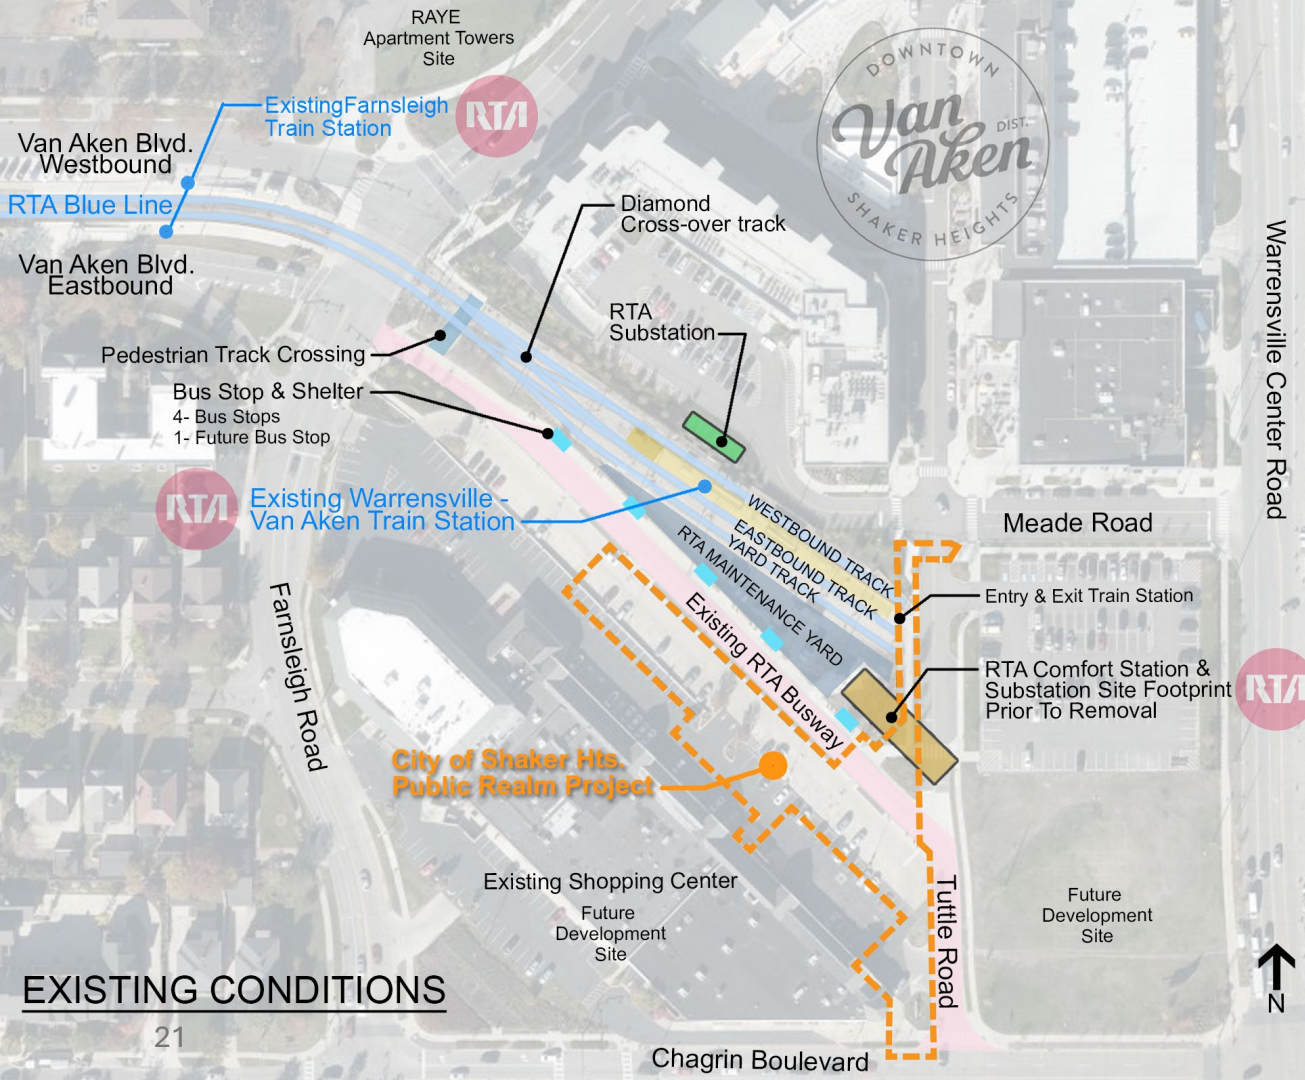 RAYE
Apartment Towers
Site
RTA
DOWNTOWN
Van
Aken
DIST.
SHAKER HEIGHTS
ExistingFarnsleigh
Train Station
Van Aken Blvd.
Westbound
RTA Blue Line
Van Aken Blvd.
Eastbound
Diamond
Cross-over track
RTA
Substation
Pedestrian Track Crossing
Bus Stop & Shelter
4- Bus Stops
1- Future Bus Stop
RTA
Existing Warrensville -
Van Aken Train Station
Warrensville Center Road
Meade Road
WESTBOUND TRACK
EASTBOUND TRACK
YARD TRACK
RTA MAINTENANCE YARD
Existing RTA Busway
Entry & Exit Train Station
RTA Comfort Station &
Substation Site Footprint
Prior To Removal
RTA
Farnsleigh Road
City of Shaker Hts.
Public Realm Project
Existing Shopping Center
Future
Development
Site
Tuttle Road
Future
Development
Site
EXISTING CONDITIONS
21
Chagrin Boulevard
N